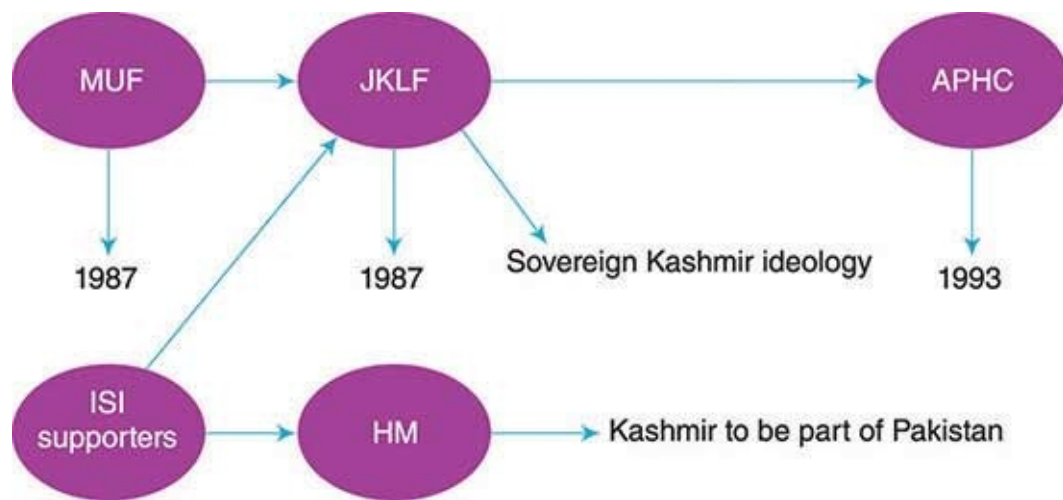 MUF
JKLF
APHC
1987
1987
Sovereign Kashmir ideology
1993
ISI
supporters
HM
Kashmir to be part of Pakistan